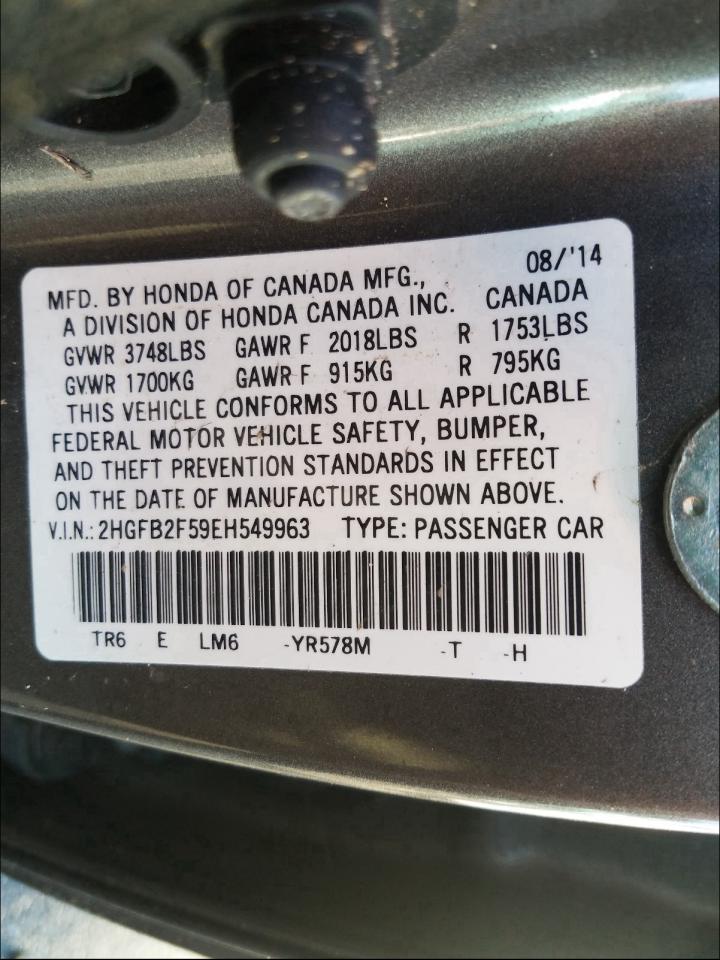 08/'14
MFD. BY HONDA OF CANADA MFG.,
A DIVISION OF HONDA CANADA INC. CANADA
GVWR 3748LBS GAWR F 2018LBS R 1753LBS
GVWR 1700KG GAWR F 915KG R 795KG
THIS VEHICLE CONFORMS TO ALL APPLICABLE
FEDERAL MOTOR VEHICLE SAFETY, BUMPER,
AND THEFT PREVENTION STANDARDS IN EFFECT
ON THE DATE OF MANUFACTURE SHOWN ABOVE.
V.I.N.: 2HGFB2F59EH549963 TYPE: PASSENGER CAR
TR6 E LM6 -YR578M -T -H